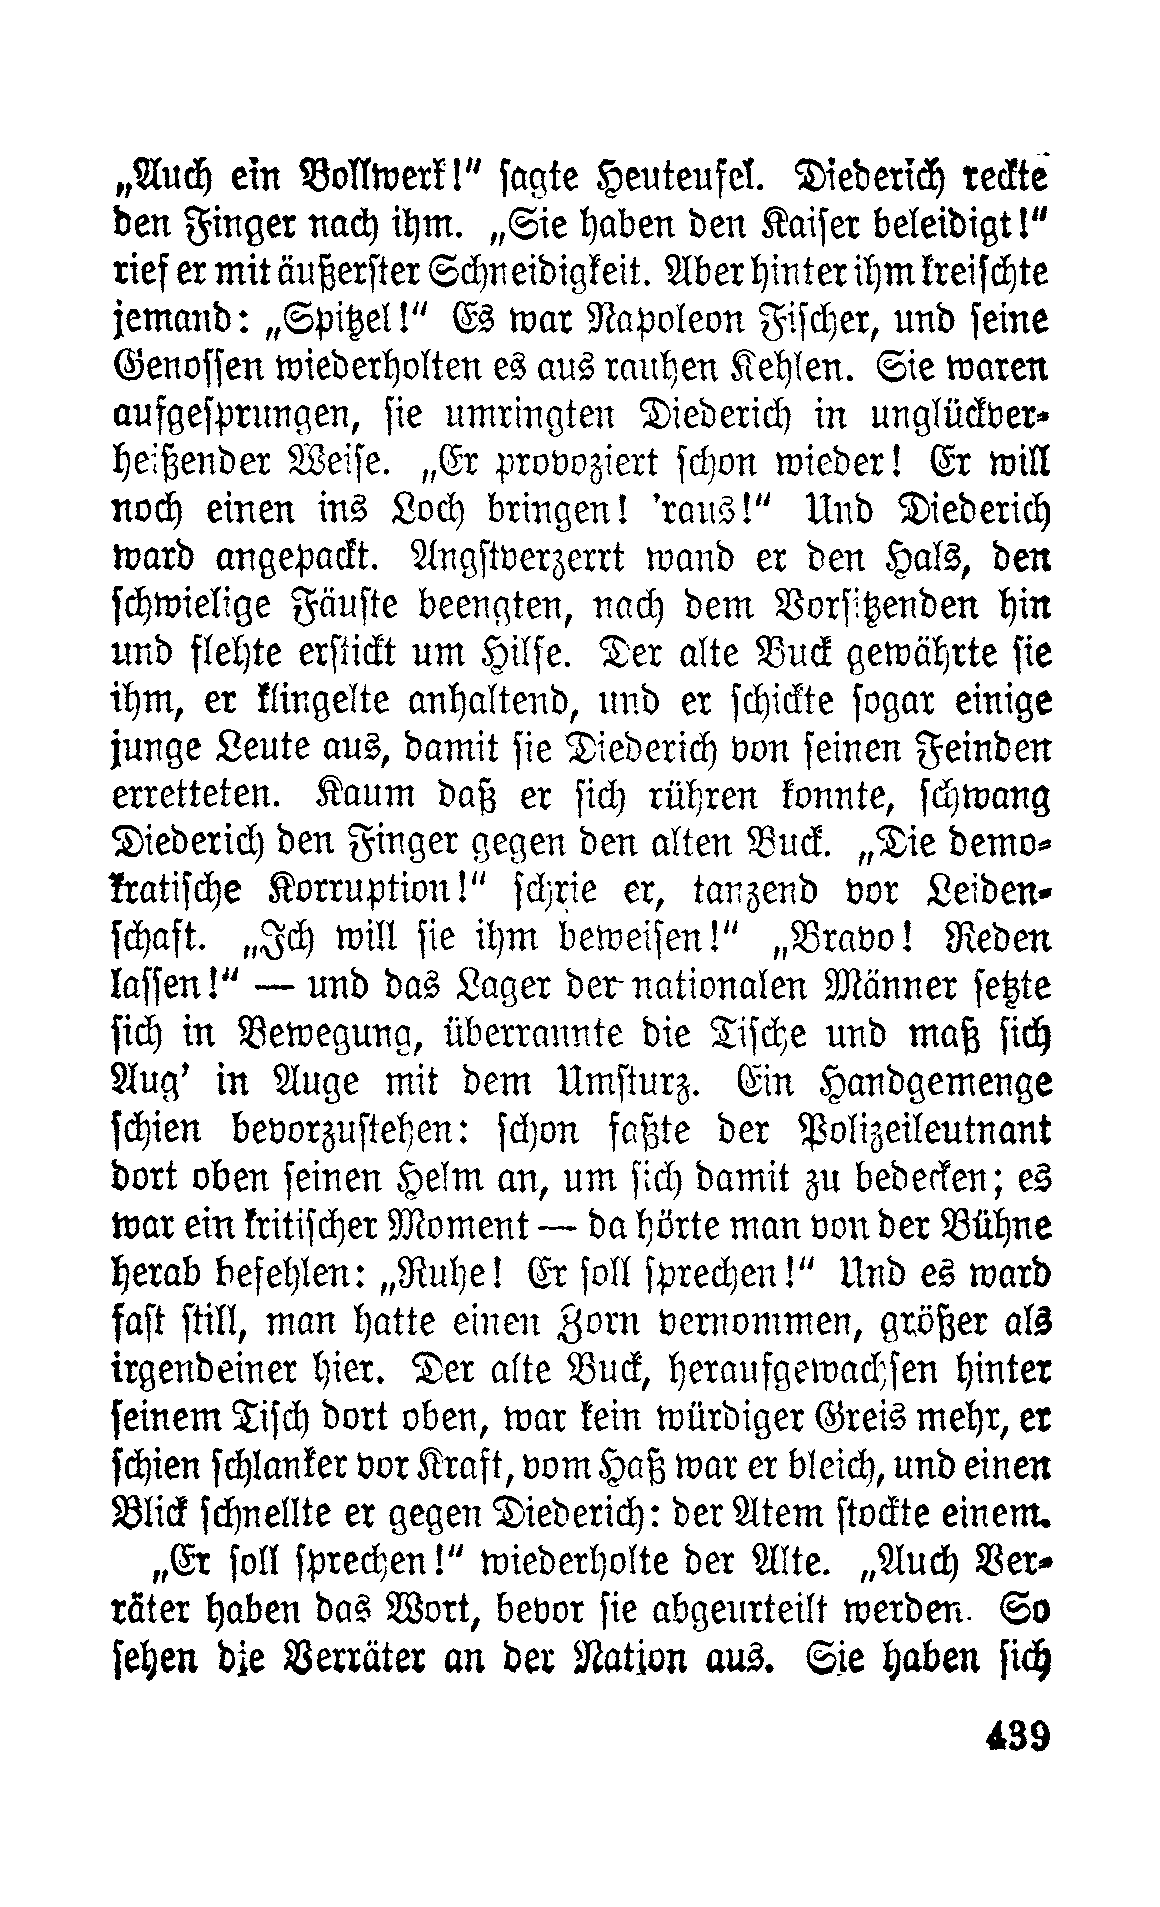 „Auch ein Bollwerk!“ sagte Heuteufel. Diederich reckte
den Finger nach ihm. „Sie haben den Kaiser beleidigt!“
rief er mit äußerster Schneidigkeit. Aber hinter ihm kreischte
jemand: „Spitzel!“ Es war Napoleon Fischer, und seine
Genossen wiederholten es aus rauhen Kehlen. Sie waren
aufgesprungen, sie umringten Diederich in unglückver-
heißender Weise. „Er provoziert schon wieder! Er will
noch einen ins Loch bringen! ’raus!“ Und Diederich
ward angepackt. Angstverzerrt wand er den Hals, den
schwielige Fäuste beengten, nach dem Vorsitzenden hin
und flehte erstickt um Hilfe. Der alte Buck gewährte sie
ihm, er klingelte anhaltend, und er schickte sogar einige
junge Leute aus, damit sie Diederich von seinen Feinden
erretteten. Kaum daß er sich rühren konnte, schwang
Diederich den Finger gegen den alten Buck. „Die demo-
kratische Korruption!“ schrie er, tanzend vor Leiden-
schaft. „Ich will sie ihm beweisen!“ „Bravo! Reden
lassen!“ — und das Lager der nationalen Männer setzte
sich in Bewegung, überrannte die Tische und maß sich
Aug’ in Auge mit dem Umsturz. Ein Handgemenge
schien bevorzustehen: schon faßte der Polizeileutnant
dort oben seinen Helm an, um sich damit zu bedecken; es
war ein kritischer Moment — da hörte man von der Bühne
herab befehlen: „Ruhe! Er soll sprechen!“ Und es ward
fast still, man hatte einen Zorn vernommen, größer als
irgendeiner hier. Der alte Buck, heraufgewachsen hinter
seinem Tisch dort oben, war kein würdiger Greis mehr, er
schien schlanker vor Kraft, vom Haß war er bleich, und einen
Blick schnellte er gegen Diederich: der Atem stockte einem.
„Er soll sprechen!“ wiederholte der Alte. „Auch Ver-
räter haben das Wort, bevor sie abgeurteilt werden. So
sehen die Verräter an der Nation aus. Sie haben sich
439